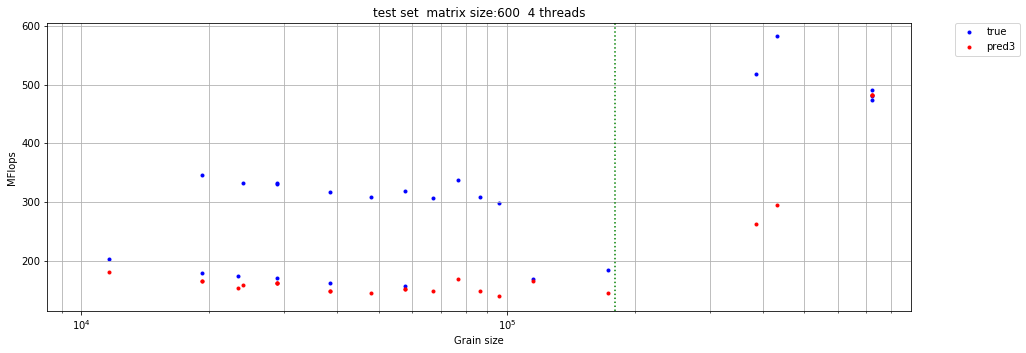 test set  matrix size:600  4 threads
true
pred3
600
500
400
300
200
MFlops
10^4
10^5
Grain size